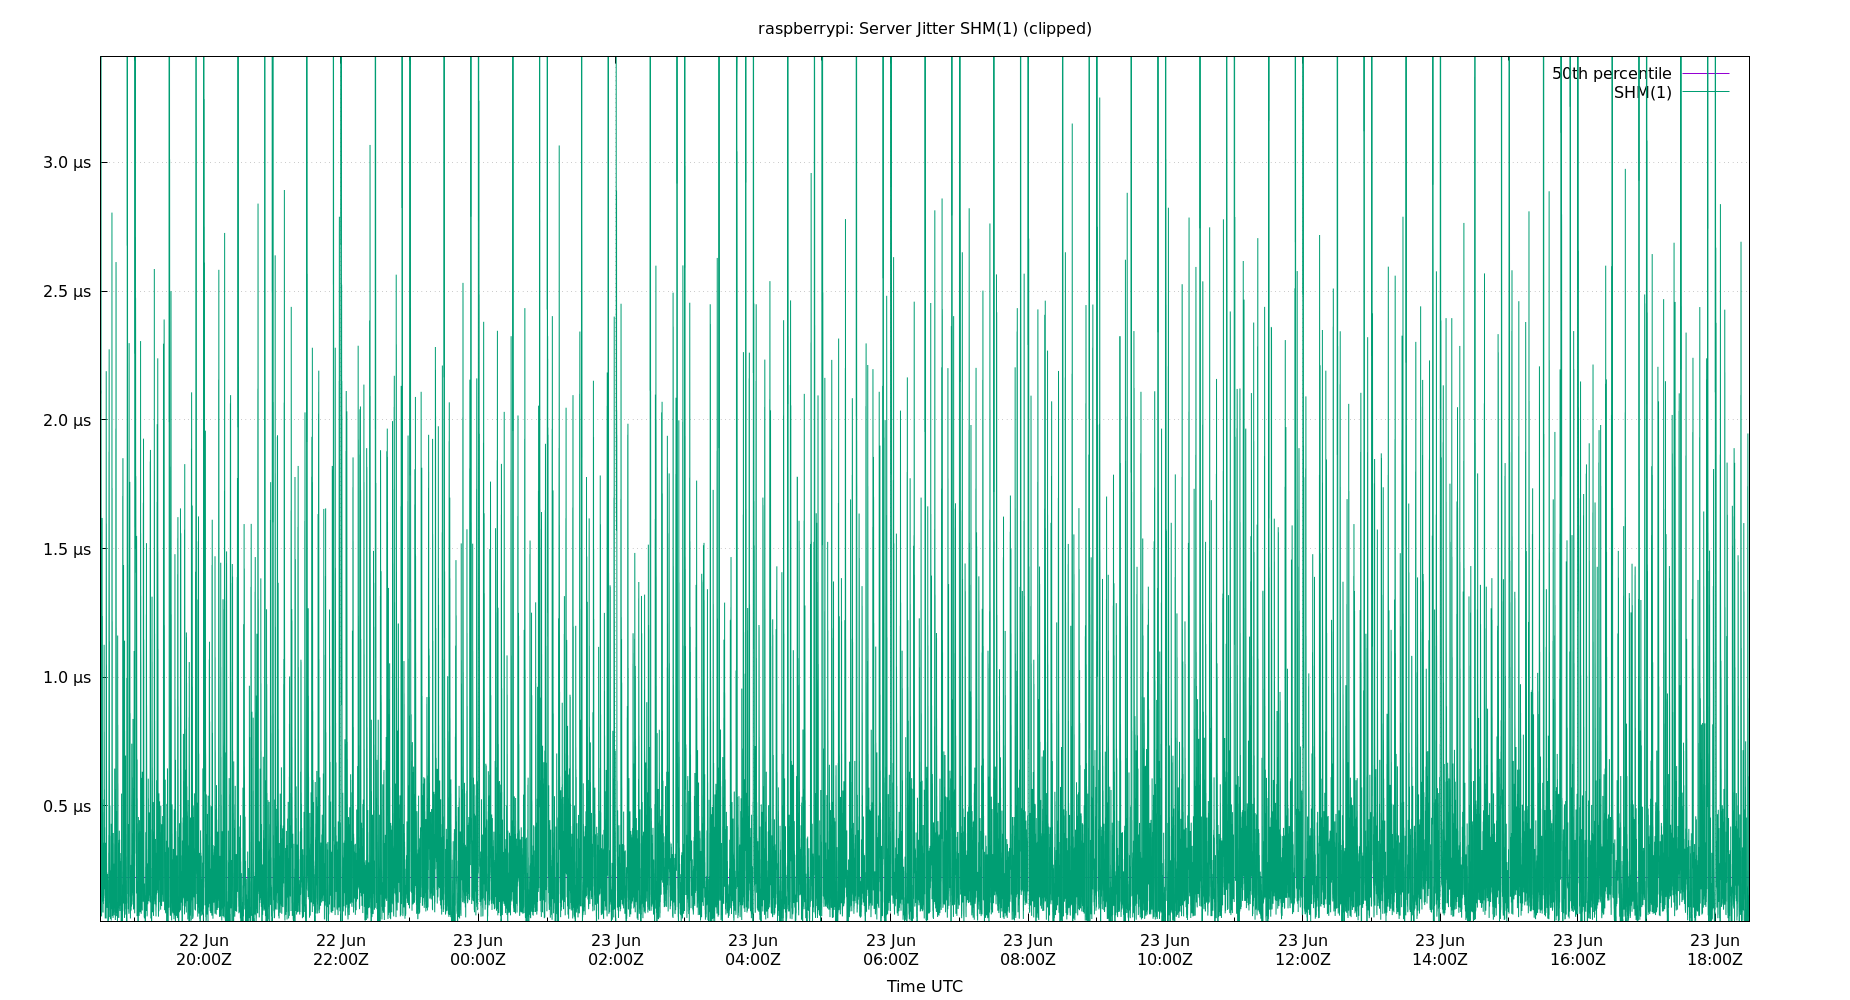 raspberrypi: Server Jitter SHM(1) (clipped)
50th percentile
SHM(1)
3.0 µs
2.5 µs
2.0 µs
1.5 µs
1.0 µs
0.5 µs
22 Jun 22 Jun 23 Jun 23 Jun 23 Jun 23 Jun 23 Jun 23 Jun 23 Jun 23 Jun 23 Jun 23 Jun
20:00Z 22:00Z 00:00Z 02:00Z 04:00Z 06:00Z 08:00Z 10:00Z 12:00Z 14:00Z 16:00Z 18:00Z
Time UTC